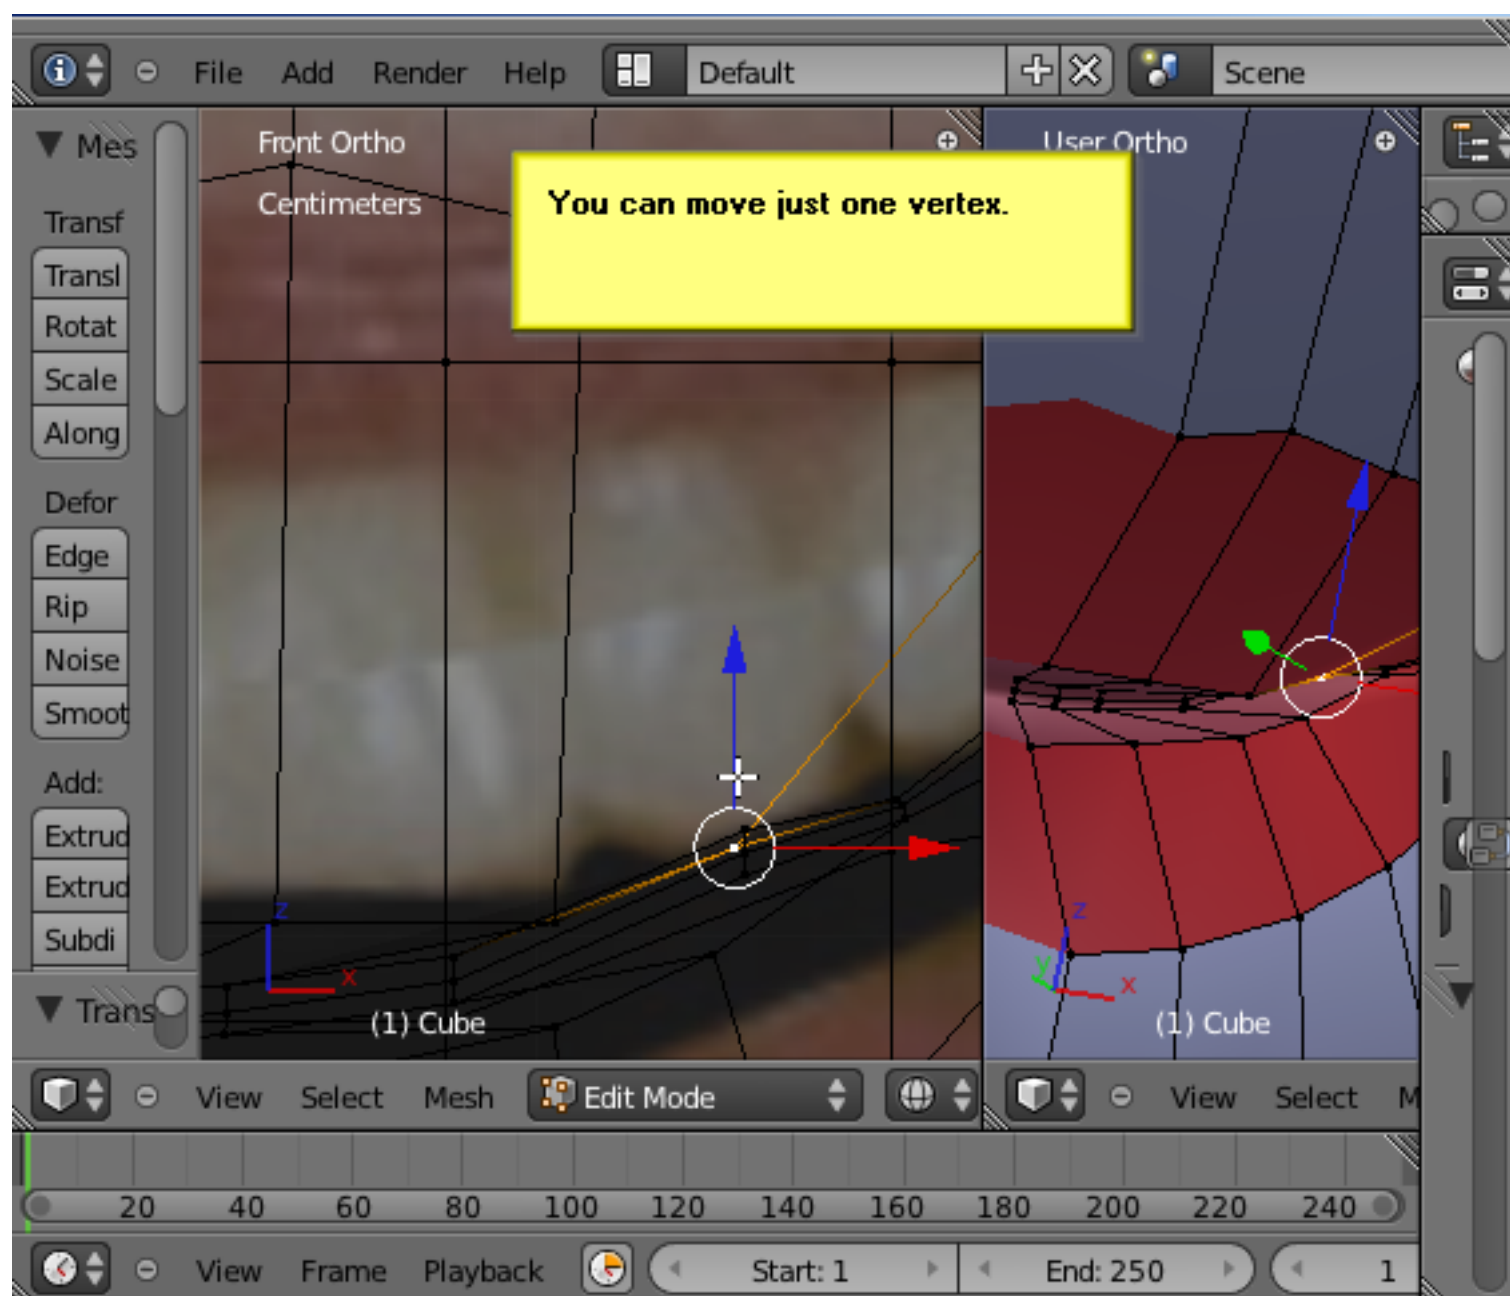 File Add Render Help Default Scene
Mes
Transf
Transl
Rotat
Scale
Along
Defor
Edge
Rip
Noise
Smoot
Add:
Extrud
Extrud
Subdi
Trans
Front Ortho
Centimeters
You can move just one vertex.
z
x
(1) Cube
User Ortho
z
y
x
(1) Cube
View Select Mesh Edit Mode
View Select M
20 40 60 80 100 120 140 160 180 200 220 240
View Frame Playback Start: 1 End: 250 1